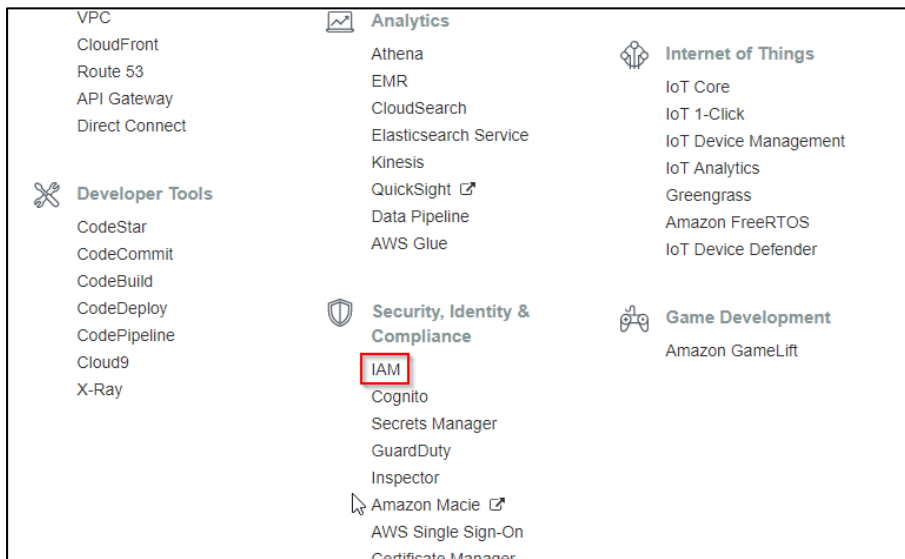 VPC
CloudFront
Route 53
API Gateway
Direct Connect
Developer Tools
CodeStar
CodeCommit
CodeBuild
CodeDeploy
CodePipeline
Cloud9
X-Ray
Analytics
Athena
EMR
CloudSearch
Elasticsearch Service
Kinesis
QuickSight
Data Pipeline
AWS Glue
Security, Identity &
Compliance
IAM
Cognito
Secrets Manager
GuardDuty
Inspector
Amazon Macie
AWS Single Sign-On
Certificate Manager
Internet of Things
IoT Core
IoT 1-Click
IoT Device Management
IoT Analytics
Greengrass
Amazon FreeRTOS
IoT Device Defender
Game Development
Amazon GameLift